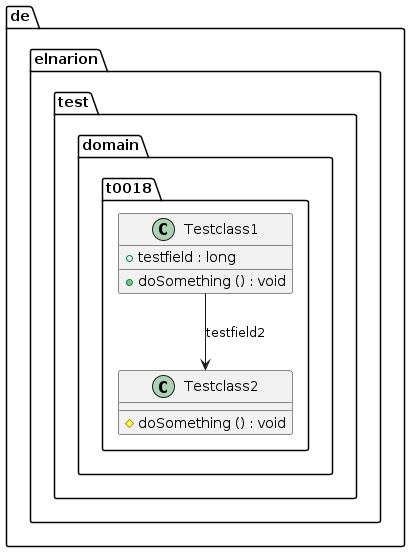 de
elnarion
test
domain
t0018
C Testclass1
testfield : long
doSomething () : void
testfield2
C Testclass2
doSomething () : void